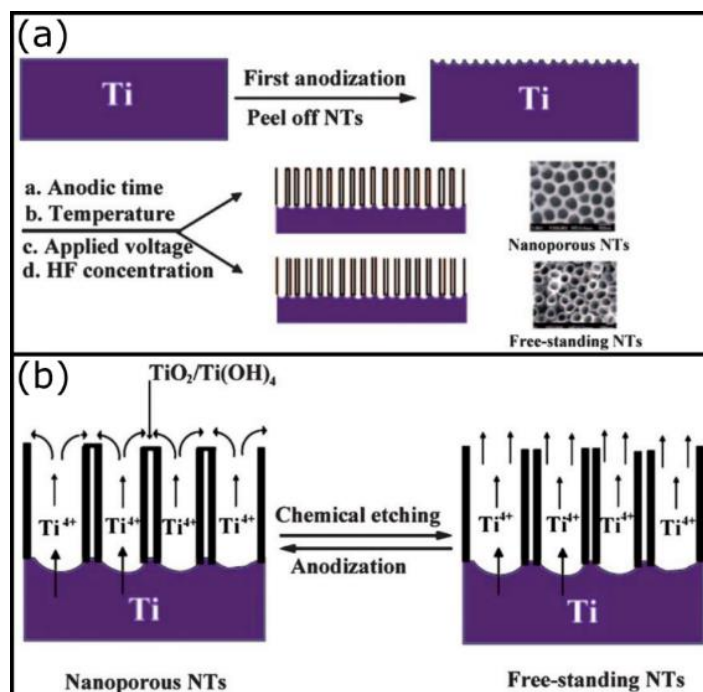 (a)
Ti
First anodization
Peel off NTs
Ti
a. Anodic time
b. Temperature
c. Applied voltage
d. HF concentration
Nanoporous NTs
Free-standing NTs
(b)
TiO₂/Ti(OH)₄
Ti⁴⁺ Ti⁴⁺ Ti⁴⁺ Ti⁴⁺
Ti
Nanoporous NTs
Chemical etching
Anodization
Ti⁴⁺ Ti⁴⁺ Ti⁴⁺ Ti⁴⁺
Ti
Free-standing NTs